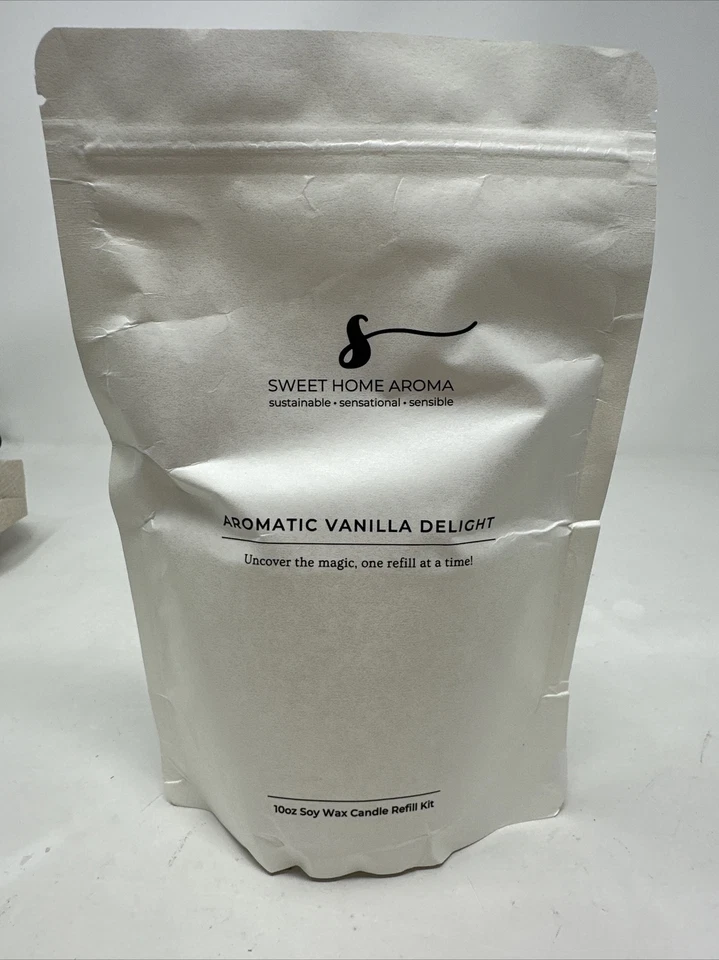 SWEET HOME AROMA
sustainable • sensational • sensible
AROMATIC VANILLA DELIGHT
Uncover the magic, one refill at a time!
10oz Soy Wax Candle Refill Kit